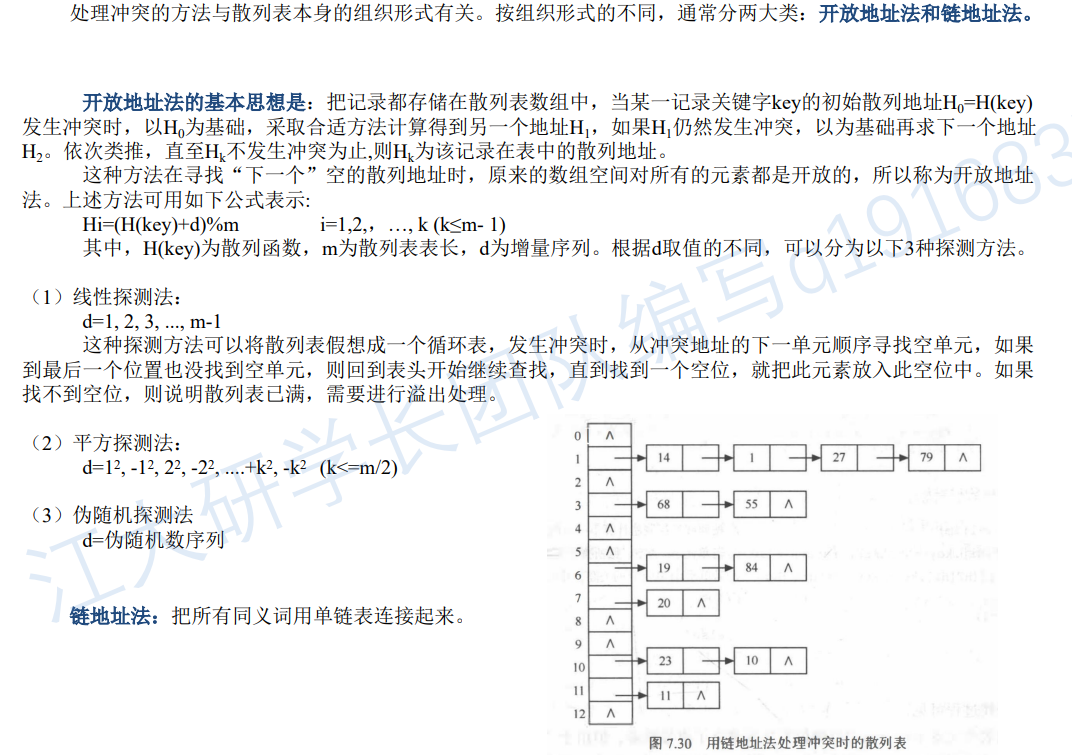 处理冲突的方法与散列表本身的组织形式有关。按组织形式的不同，通常分两大类：开放地址法和链地址法。
开放地址法的基本思想是：把记录都存储在散列表数组中，当某一记录关键字key的初始散列地址H₀=H(key)
发生冲突时，以H₀为基础，采取合适方法计算得到另一个地址H₁，如果H₁仍然发生冲突，以为基础再求下一个地址
H₂。依次类推，直至Hₖ不发生冲突为止,则Hₖ为该记录在表中的散列地址。
这种方法在寻找“下一个”空的散列地址时，原来的数组空间对所有的元素都是开放的，所以称为开放地址
法。上述方法可用如下公式表示:
Hi=(H(key)+d)%m i=1,2,，…, k (k≤m- 1)
其中，H(key)为散列函数，m为散列表表长，d为增量序列。根据d取值的不同，可以分为以下3种探测方法。
（1）线性探测法：
d=1, 2, 3, ..., m-1
这种探测方法可以将散列表假想成一个循环表，发生冲突时，从冲突地址的下一单元顺序寻找空单元，如果
到最后一个位置也没找到空单元，则回到表头开始继续查找，直到找到一个空位，就把此元素放入此空位中。如果
找不到空位，则说明散列表已满，需要进行溢出处理。
（2）平方探测法：
d=1², -1², 2², -2², ....+k², -k² (k<=m/2)
（3）伪随机探测法
d=伪随机数序列
链地址法：把所有同义词用单链表连接起来。
0 ∧
1 14 1 27 79 ∧
2 ∧
3 68 55 ∧
4 ∧
5 ∧
6 19 84 ∧
7 20 ∧
8 ∧
9 ∧
10 23 10 ∧
11 11 ∧
12 ∧
图 7.30 用链地址法处理冲突时的散列表
江大研学长团队编写q191683